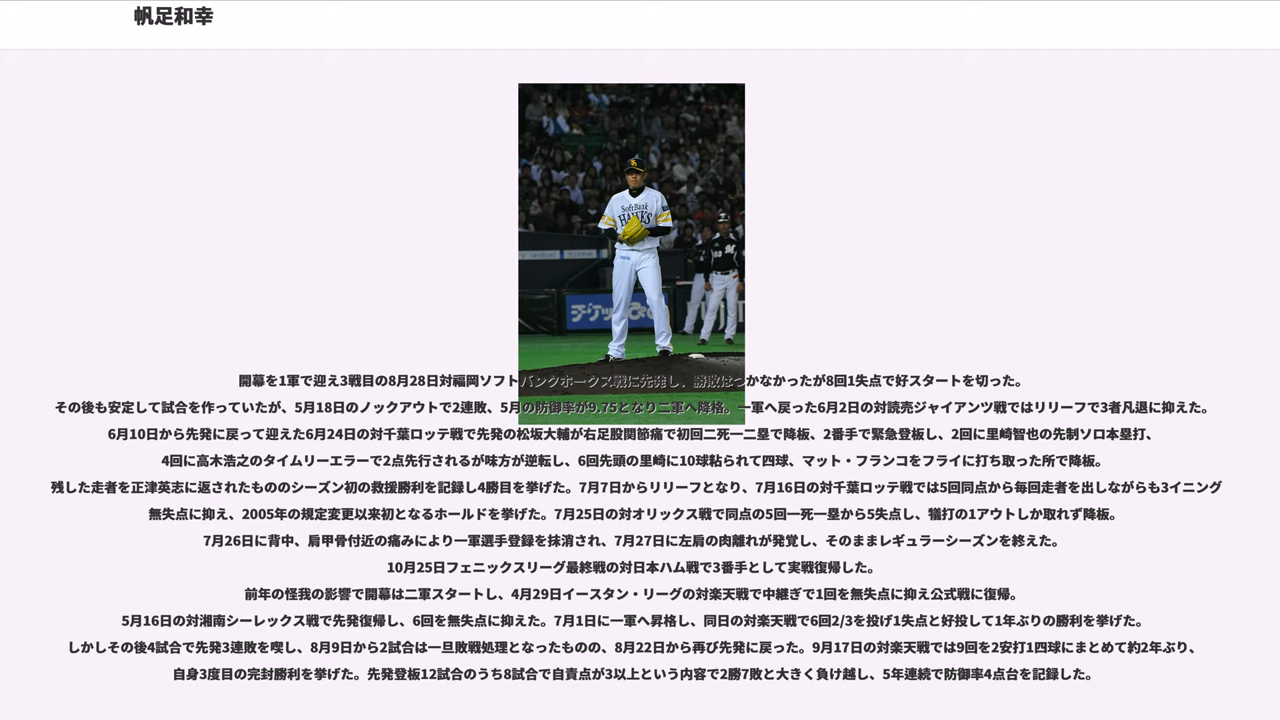 帆足和幸
SoftBank
HAWKS
チケット
開幕を1軍で迎え3戦目の8月28日対福岡ソフトバンクホークス戦に先発し、勝敗はつかなかったが8回1失点で好スタートを切った。
その後も安定して試合を作っていたが、5月18日のノックアウトで2連敗、5月の防御率が9.75となり二軍へ降格。一軍へ戻った6月2日の対読売ジャイアンツ戦ではリリーフで3者凡退に抑えた。
6月10日から先発に戻って迎えた6月24日の対千葉ロッテ戦で先発の松坂大輔が右足股関節痛で初回二死一二塁で降板、2番手で緊急登板し、2回に里崎智也の先制ソロ本塁打、
4回に高木浩之のタイムリーエラーで2点先行されるが味方が逆転し、6回先頭の里崎に10球粘られて四球、マット・フランコをフライに打ち取った所で降板。
残した走者を正津英志に返されたもののシーズン初の救援勝利を記録し4勝目を挙げた。7月7日からリリーフとなり、7月16日の対千葉ロッテ戦では5回同点から毎回走者を出しながらも3イニング
無失点に抑え、2005年の規定変更以来初となるホールドを挙げた。7月25日の対オリックス戦で同点の5回一死一塁から5失点し、犠打の1アウトしか取れず降板。
7月26日に背中、肩甲骨付近の痛みにより一軍選手登録を抹消され、7月27日に左肩の肉離れが発覚し、そのままレギュラーシーズンを終えた。
10月25日フェニックスリーグ最終戦の対日本ハム戦で3番手として実戦復帰した。
前年の怪我の影響で開幕は二軍スタートし、4月29日イースタン・リーグの対楽天戦で中継ぎで1回を無失点に抑え公式戦に復帰。
5月16日の対湘南シーレックス戦で先発復帰し、6回を無失点に抑えた。7月1日に一軍へ昇格し、同日の対楽天戦で6回2/3を投げ1失点と好投して1年ぶりの勝利を挙げた。
しかしその後4試合で先発3連敗を喫し、8月9日から2試合は一旦敗戦処理となったものの、8月22日から再び先発に戻った。9月17日の対楽天戦では9回を2安打1四球にまとめて約2年ぶり、
自身3度目の完封勝利を挙げた。先発登板12試合のうち8試合で自責点が3以上という内容で2勝7敗と大きく負け越し、5年連続で防御率4点台を記録した。